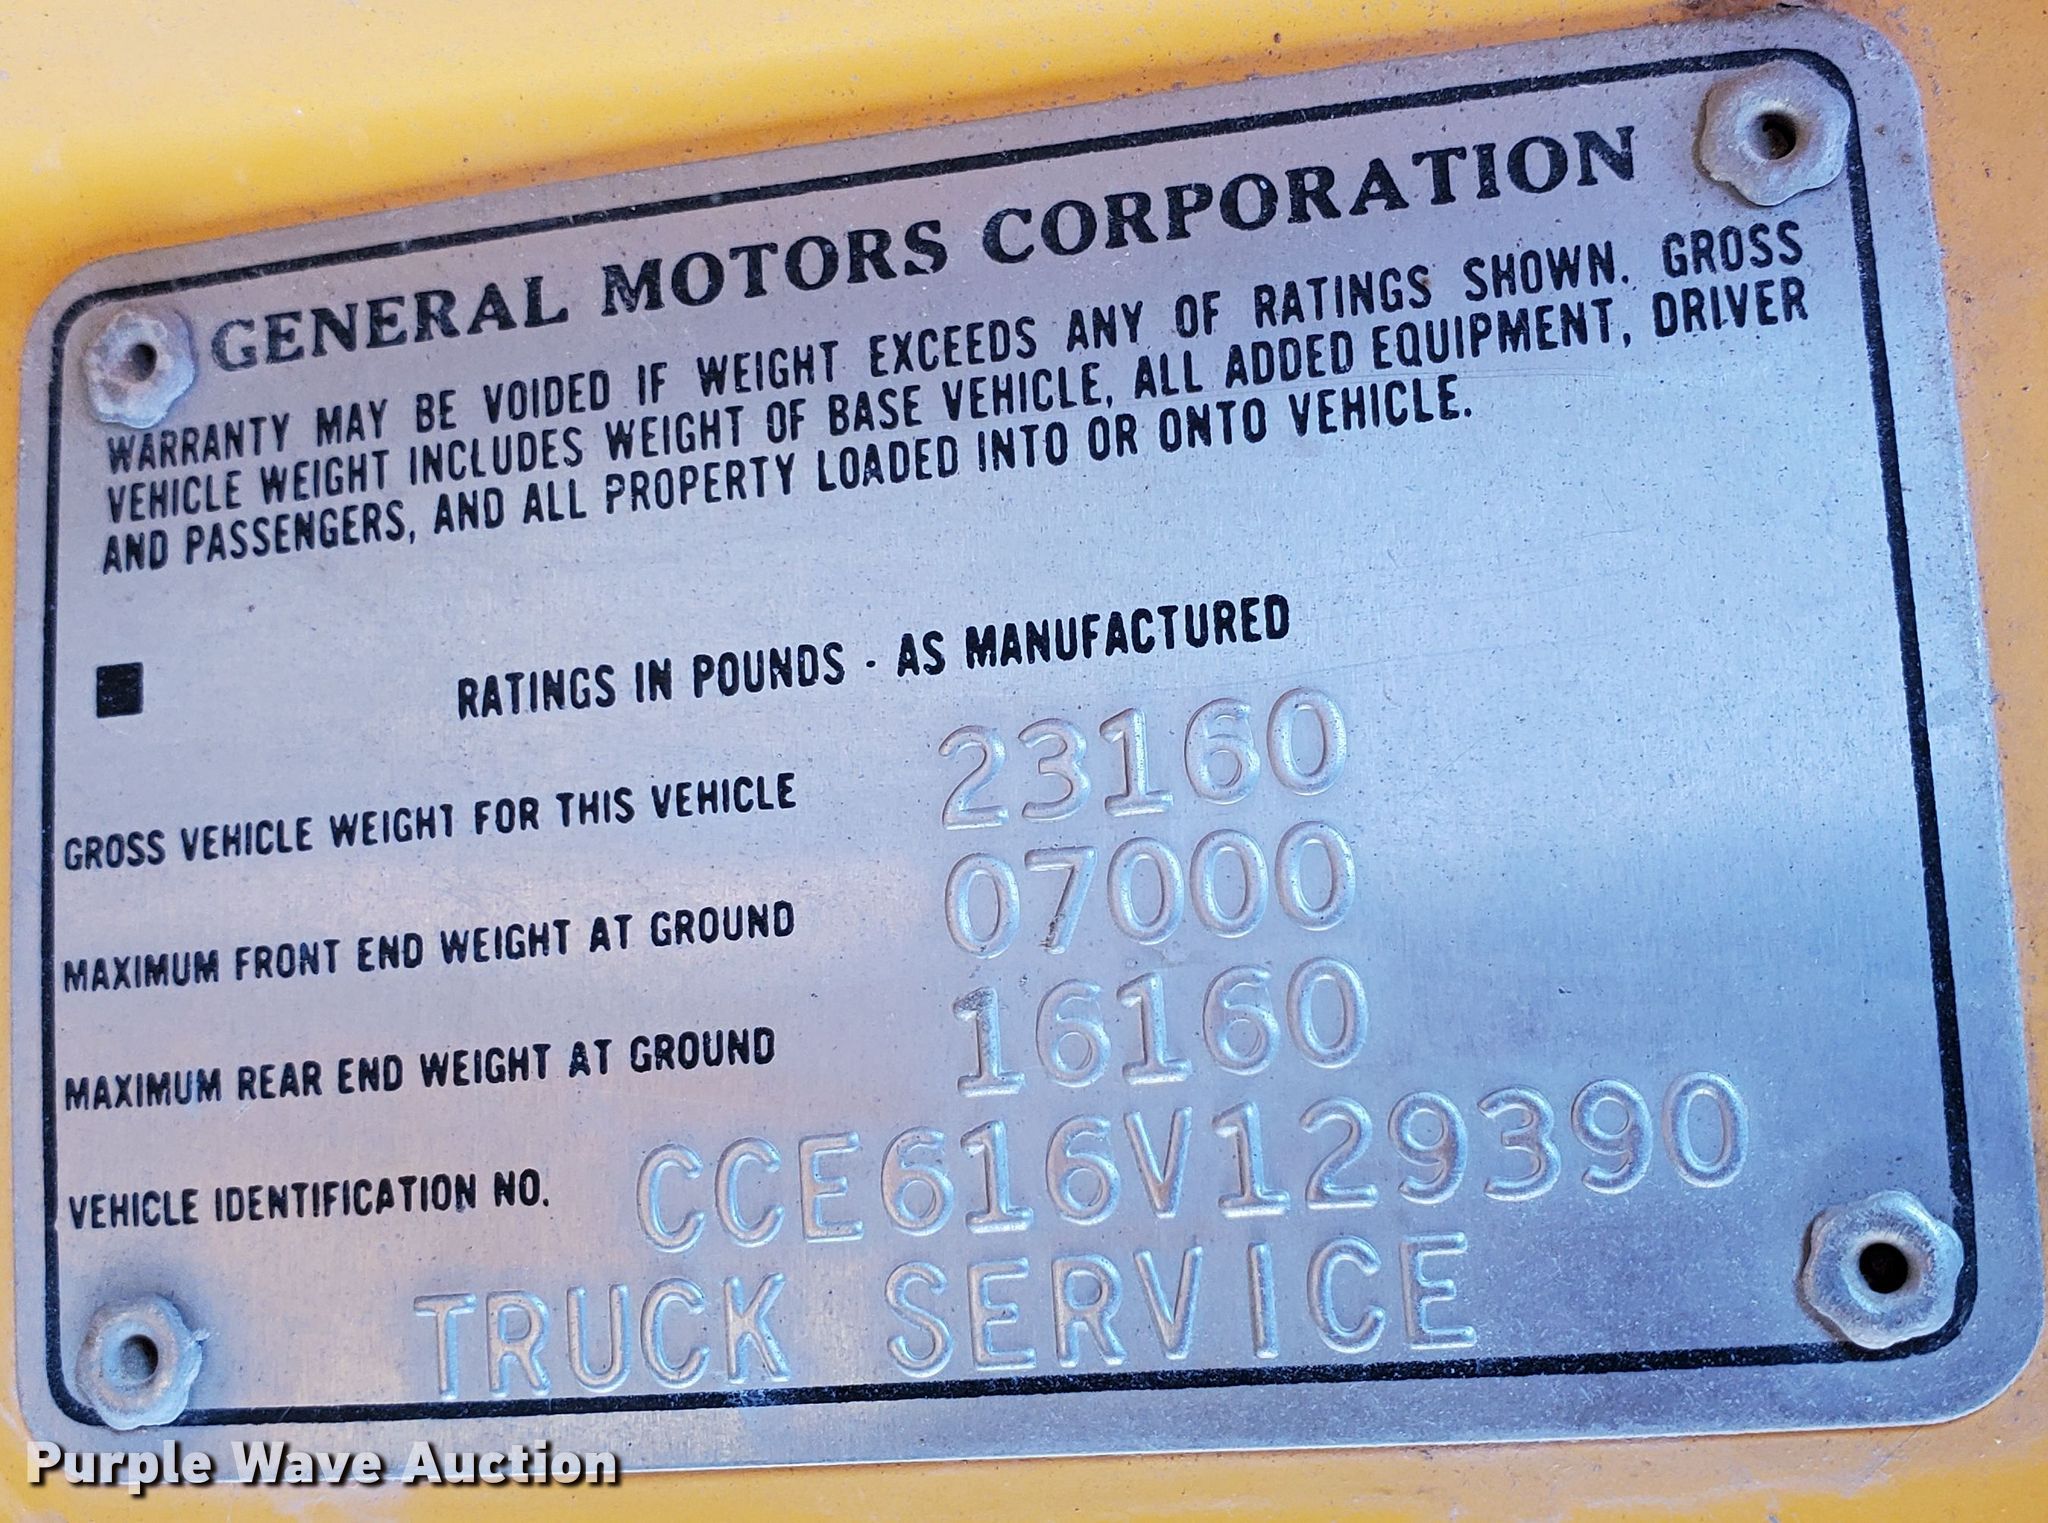 GENERAL MOTORS CORPORATION
WARRANTY MAY BE VOIDED IF WEIGHT EXCEEDS ANY OF RATINGS SHOWN. GROSS
VEHICLE WEIGHT INCLUDES WEIGHT OF BASE VEHICLE, ALL ADDED EQUIPMENT, DRIVER
AND PASSENGERS, AND ALL PROPERTY LOADED INTO OR ONTO VEHICLE.
RATINGS IN POUNDS - AS MANUFACTURED
GROSS VEHICLE WEIGHT FOR THIS VEHICLE 23160
MAXIMUM FRONT END WEIGHT AT GROUND 07000
MAXIMUM REAR END WEIGHT AT GROUND 16160
VEHICLE IDENTIFICATION NO. CCE616V129390
TRUCK SERVICE
Purple Wave Auction